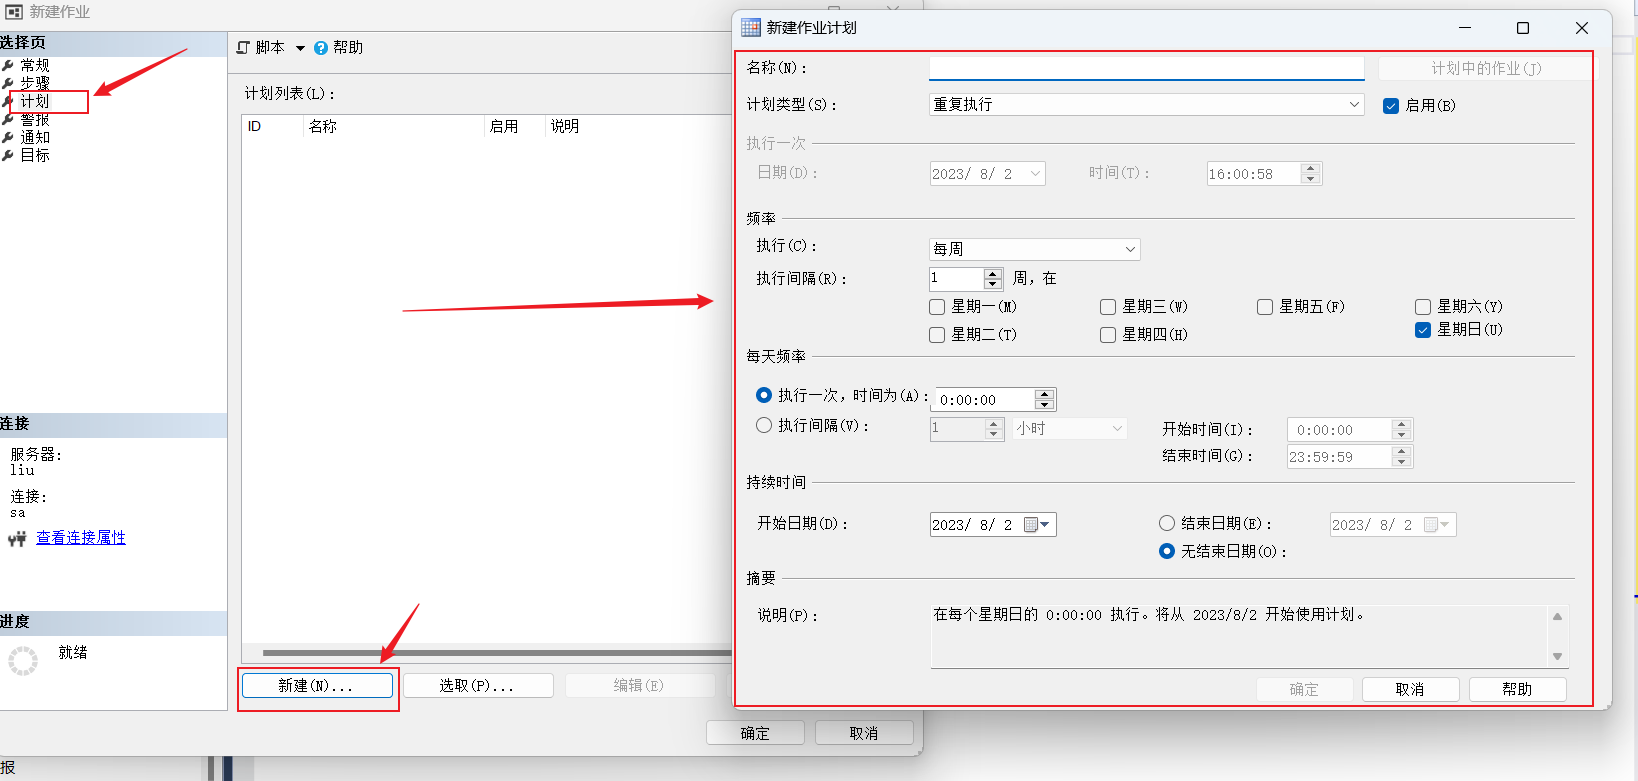 新建作业
选择页
常规
步骤
计划
警报
通知
目标
连接
服务器:
liu
连接:
sa
查看连接属性
进度
就绪
报
脚本 帮助
计划列表(L):
ID 名称 启用 说明
新建(N)... 选取(P)... 编辑(E)
确定 取消
新建作业计划
名称(N): 计划中的作业(J)
计划类型(S): 重复执行 启用(B)
执行一次
日期(D): 2023/ 8/ 2 时间(T): 16:00:58
频率
执行(C): 每周
执行间隔(R): 1 周，在
星期一(M) 星期三(W) 星期五(F) 星期六(Y)
星期二(T) 星期四(H) 星期日(U)
每天频率
执行一次，时间为(A): 0:00:00
执行间隔(V): 1 小时 开始时间(I): 0:00:00
结束时间(G): 23:59:59
持续时间
开始日期(D): 2023/ 8/ 2 结束日期(E): 2023/ 8/ 2
无结束日期(O):
摘要
说明(P): 在每个星期日的 0:00:00 执行。将从 2023/8/2 开始使用计划。
确定 取消 帮助